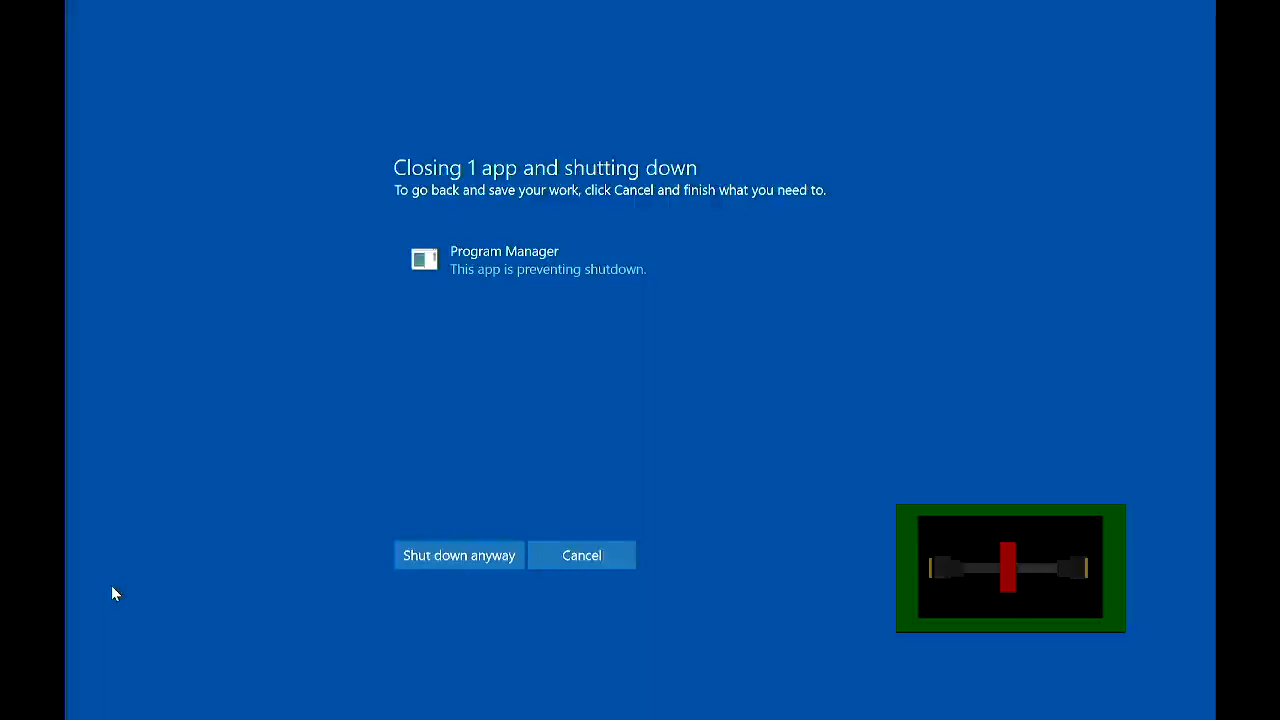 Closing 1 app and shutting down
To go back and save your work, click Cancel and finish what you need to.
Program Manager
This app is preventing shutdown.
Shut down anyway
Cancel